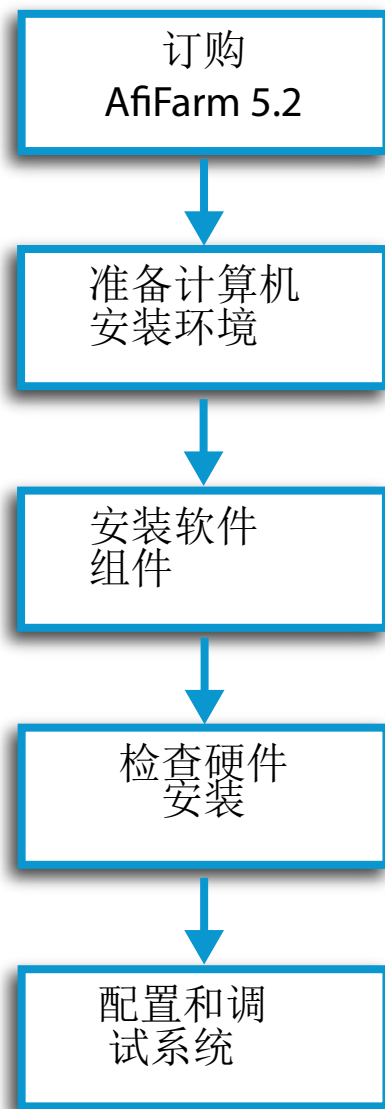 订购
AfiFarm 5.2
准备计算机
安装环境
安装软件
组件
检查硬件
安装
配置和调
试系统